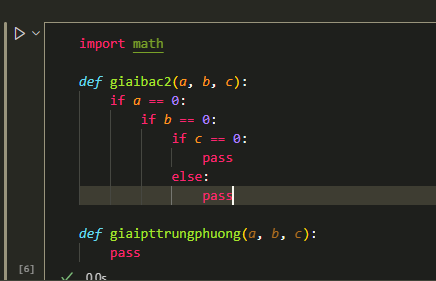 import math
def giaibac2(a, b, c):
    if a == 0:
        if b == 0:
            if c == 0:
                pass
            else:
                pass
def giaipttrungphuong(a, b, c):
    pass
[6]
0.0s